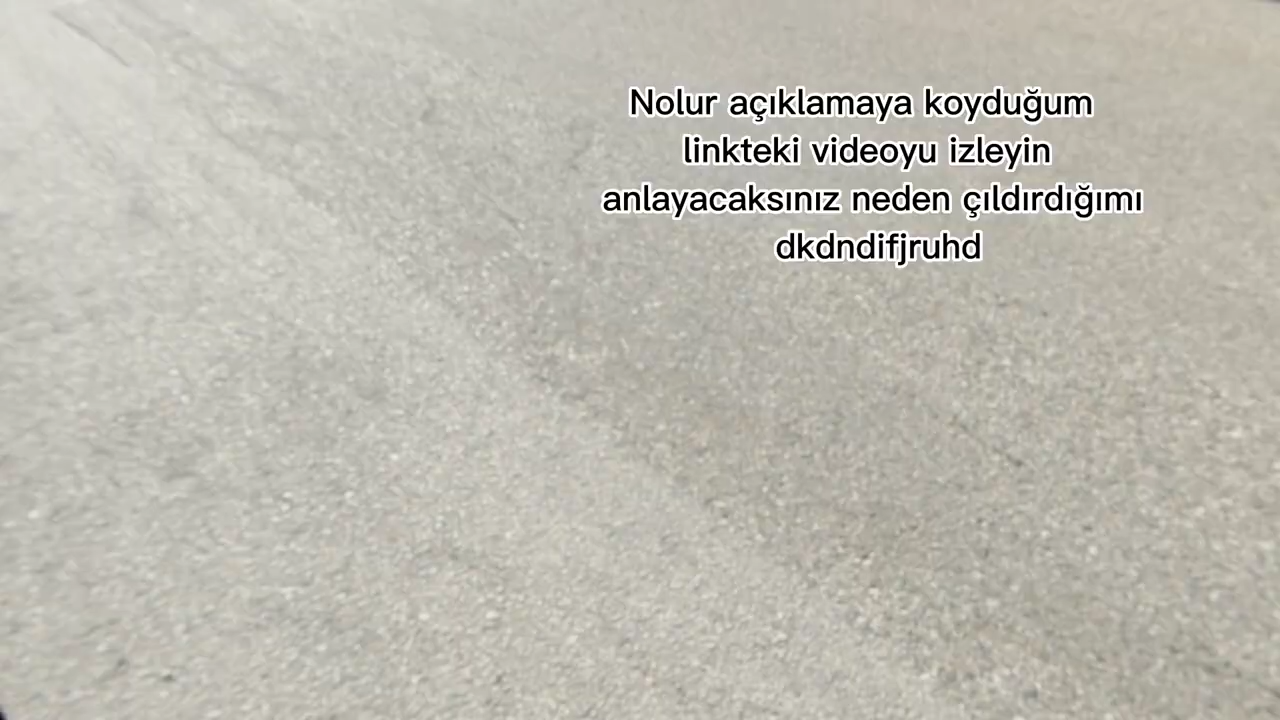 Nolur açıklamaya koyduğum
linkteki videoyu izleyin
anlayacaksınız neden çıldırdığımı
dkdndifjruhd